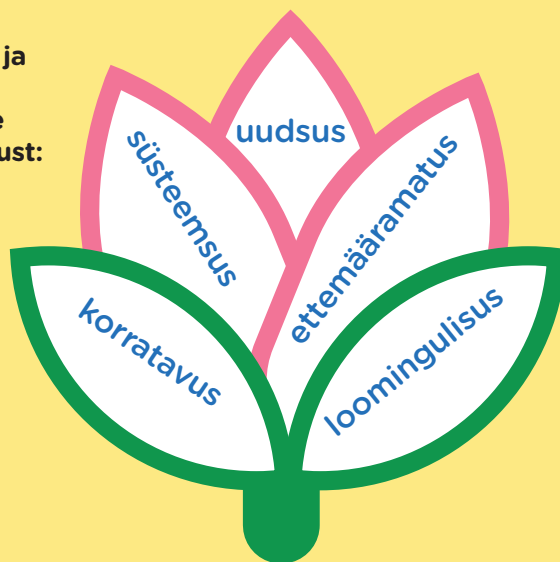 ja
e
ust:
uudsus
süsteemsus
ettemääramatus
korratavus
loomingulisus